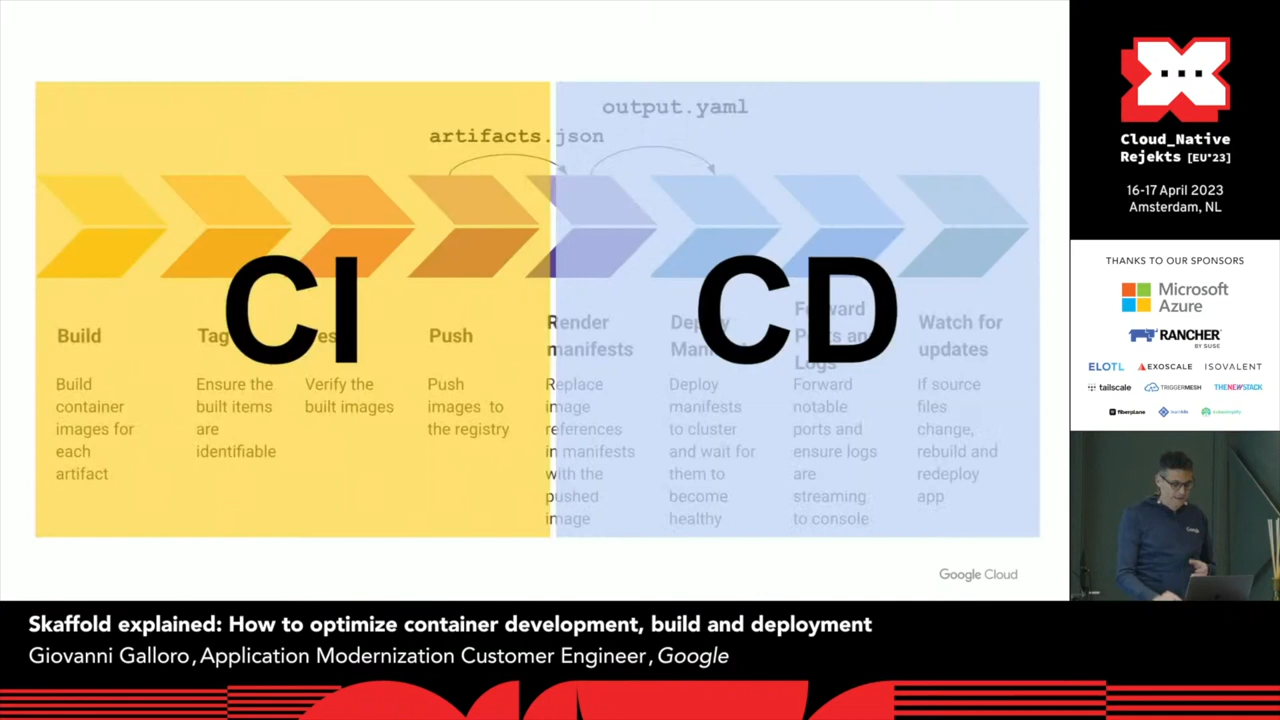 output.yaml
artifacts.json
CI
CD
Build
Push
Render
manifests
Watch for
updates
Build
container
images for
each
artifact
Ensure the
built items
are
identifiable
Verify the
built images
Push
images to
the registry
Replace
image
references
in manifests
with the
pushed
image
Deploy
manifests
to cluster
and wait for
them to
become
healthy
Forward
notable
ports and
ensure logs
are
streaming
to console
If source
files
change,
rebuild and
redeploy
app
Google Cloud
Cloud_Native
Rejekts [EU'23]
16-17 April 2023
Amsterdam, NL
THANKS TO OUR SPONSORS
Microsoft
Azure
RANCHER
BY SUSE
ELOTL
EXOSCALE
ISOVALENT
tailscale
TRIGGERMESH
THENEWSTACK
fiberplane
Google
Skaffold explained: How to optimize container development, build and deployment
Giovanni Galloro, Application Modernization Customer Engineer, Google